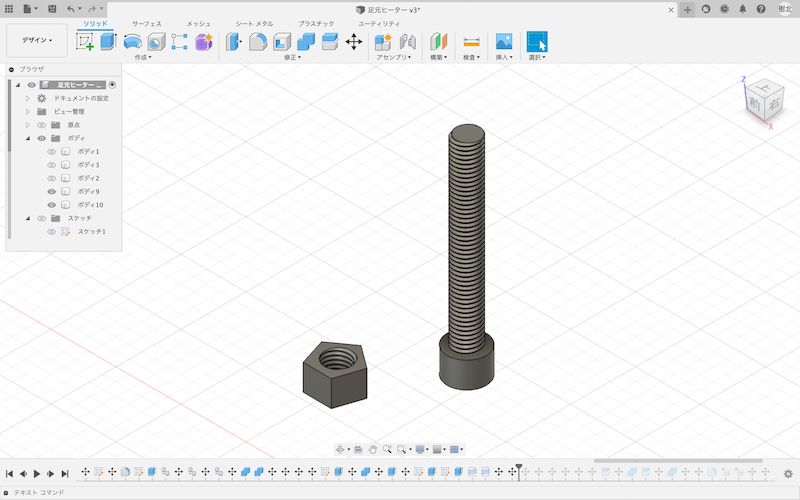 足元ヒーター v3*
樹北
デザイン
ソリッド サーフェス メッシュ シート メタル プラスチック ユーティリティ
作成 修正 アセンブリ 構築 検査 挿入 選択
ブラウザ
足元ヒーター ...
ドキュメントの設定
ビュー管理
原点
ボディ
ボディ1
ボディ3
ボディ2
ボディ9
ボディ10
スケッチ
スケッチ1
Z
上
前 右
X
テキスト コマンド